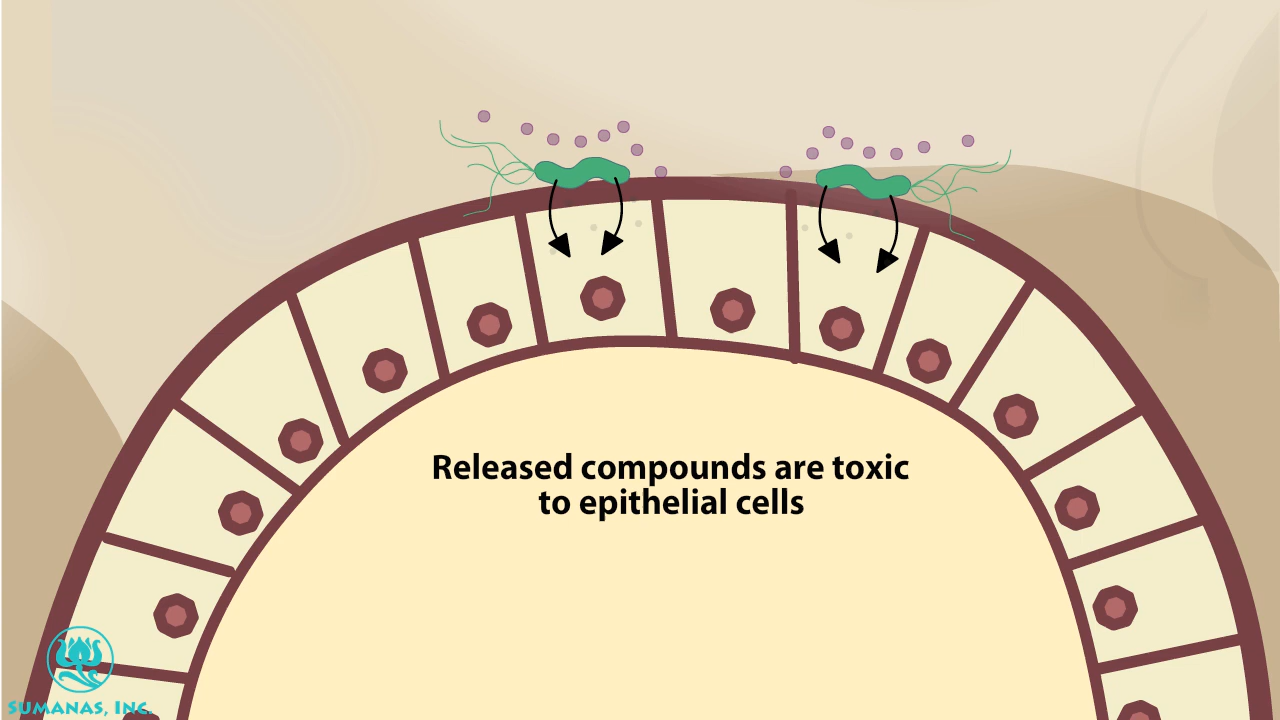 Released compounds are toxic
to epithelial cells
SUMANAS, INC.